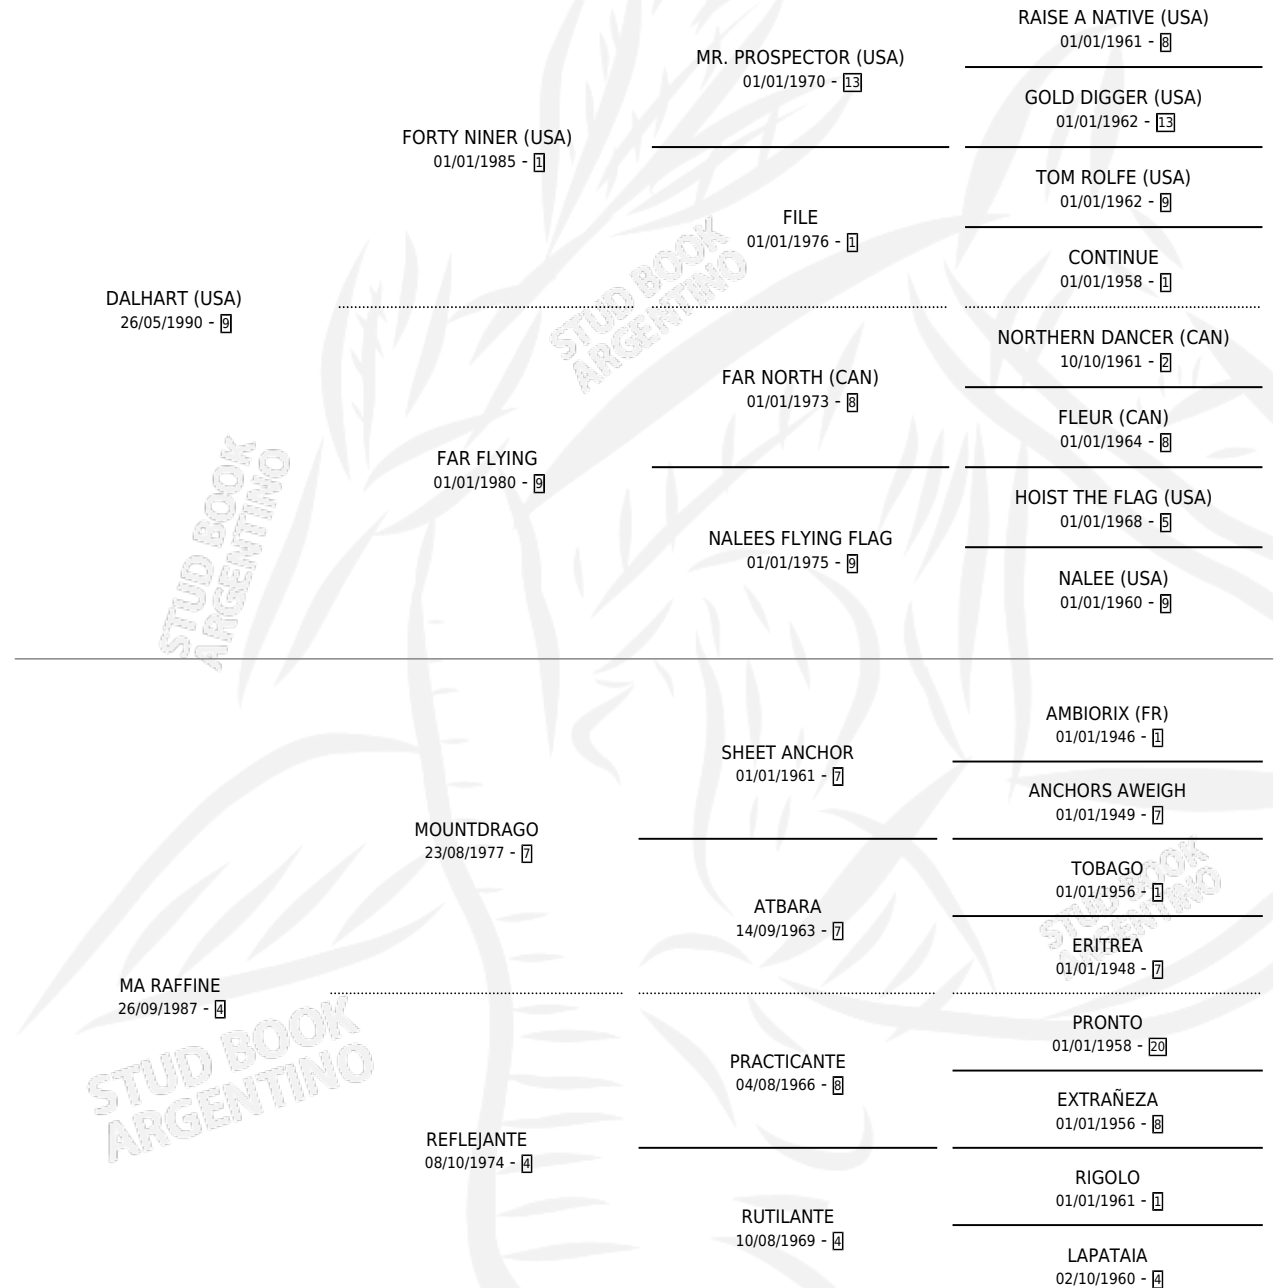 RAISE A NATIVE (USA)
01/01/1961 - 8
MR. PROSPECTOR (USA)
01/01/1970 - 13
GOLD DIGGER (USA)
01/01/1962 - 13
FORTY NINER (USA)
01/01/1985 - 1
TOM ROLFE (USA)
01/01/1962 - 9
FILE
01/01/1976 - 1
CONTINUE
01/01/1958 - 1
DALHART (USA)
26/05/1990 - 9
NORTHERN DANCER (CAN)
10/10/1961 - 2
FAR NORTH (CAN)
01/01/1973 - 8
FLEUR (CAN)
01/01/1964 - 8
FAR FLYING
01/01/1980 - 9
HOIST THE FLAG (USA)
01/01/1968 - 5
NALEES FLYING FLAG
01/01/1975 - 9
NALEE (USA)
01/01/1960 - 9
STUD BOOK
ARGENTINO
STUD BOOK
ARGENTINO
AMBIORIX (FR)
01/01/1946 - 1
SHEET ANCHOR
01/01/1961 - 7
ANCHORS AWEIGH
01/01/1949 - 7
MOUNTDRAGO
23/08/1977 - 7
TOBAGO
01/01/1956 - 1
ATBARA
14/09/1963 - 7
ERITREA
01/01/1948 - 7
MA RAFFINE
26/09/1987 - 4
PRONTO
01/01/1958 - 20
PRACTICANTE
04/08/1966 - 8
EXTRAÑEZA
01/01/1956 - 8
REFLEJANTE
08/10/1974 - 4
RIGOLO
01/01/1961 - 1
RUTILANTE
10/08/1969 - 4
LAPATAIA
02/10/1960 - 4
STUD BOOK
ARGENTINO
STUD BOOK
ARGENTINO